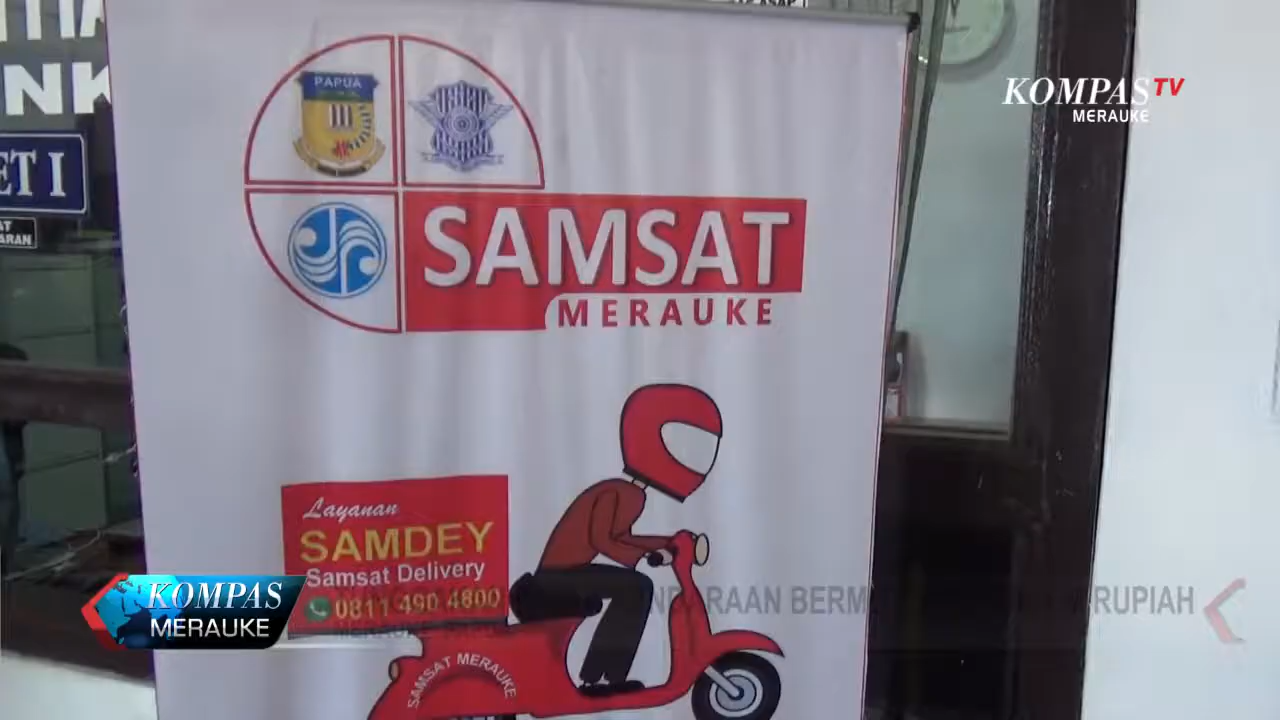 NK
ET I
ARAN
PAPUA
SAMSAT
MERAUKE
KOMPAS TV
MERAUKE
Layanan
SAMDEY
Samsat Delivery
0811 490 4800
SAMSAT MERAUKE
KOMPAS
MERAUKE
RUPIAH